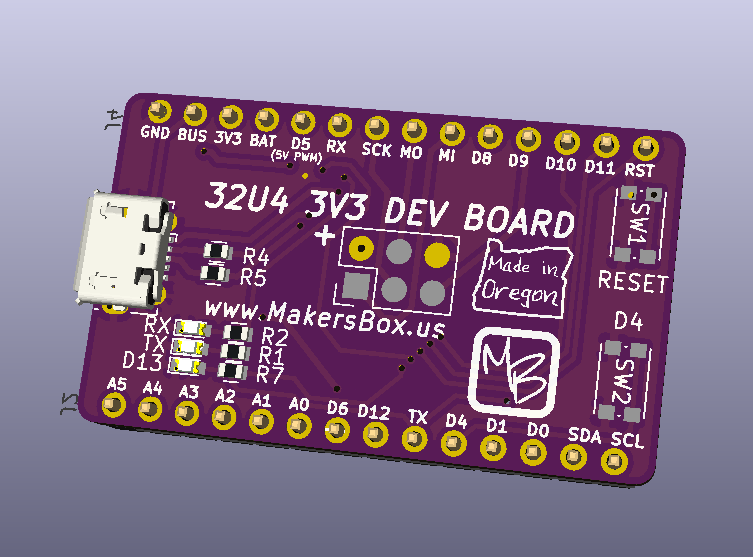 J4
GND BUS 3V3 BAT D5 RX SCK MO MI D8 D9 D10 D11 RST
(5V PWM)
32U4 3V3 DEV BOARD
SW1
+
R4
R5
Made in
Oregon
RESET
www.MakersBox.us
D4
RX R2
TX R1
D13 R7
MB
SW2
A5 A4 A3 A2 A1 A0 D6 D12 TX D4 D1 D0 SDA SCL